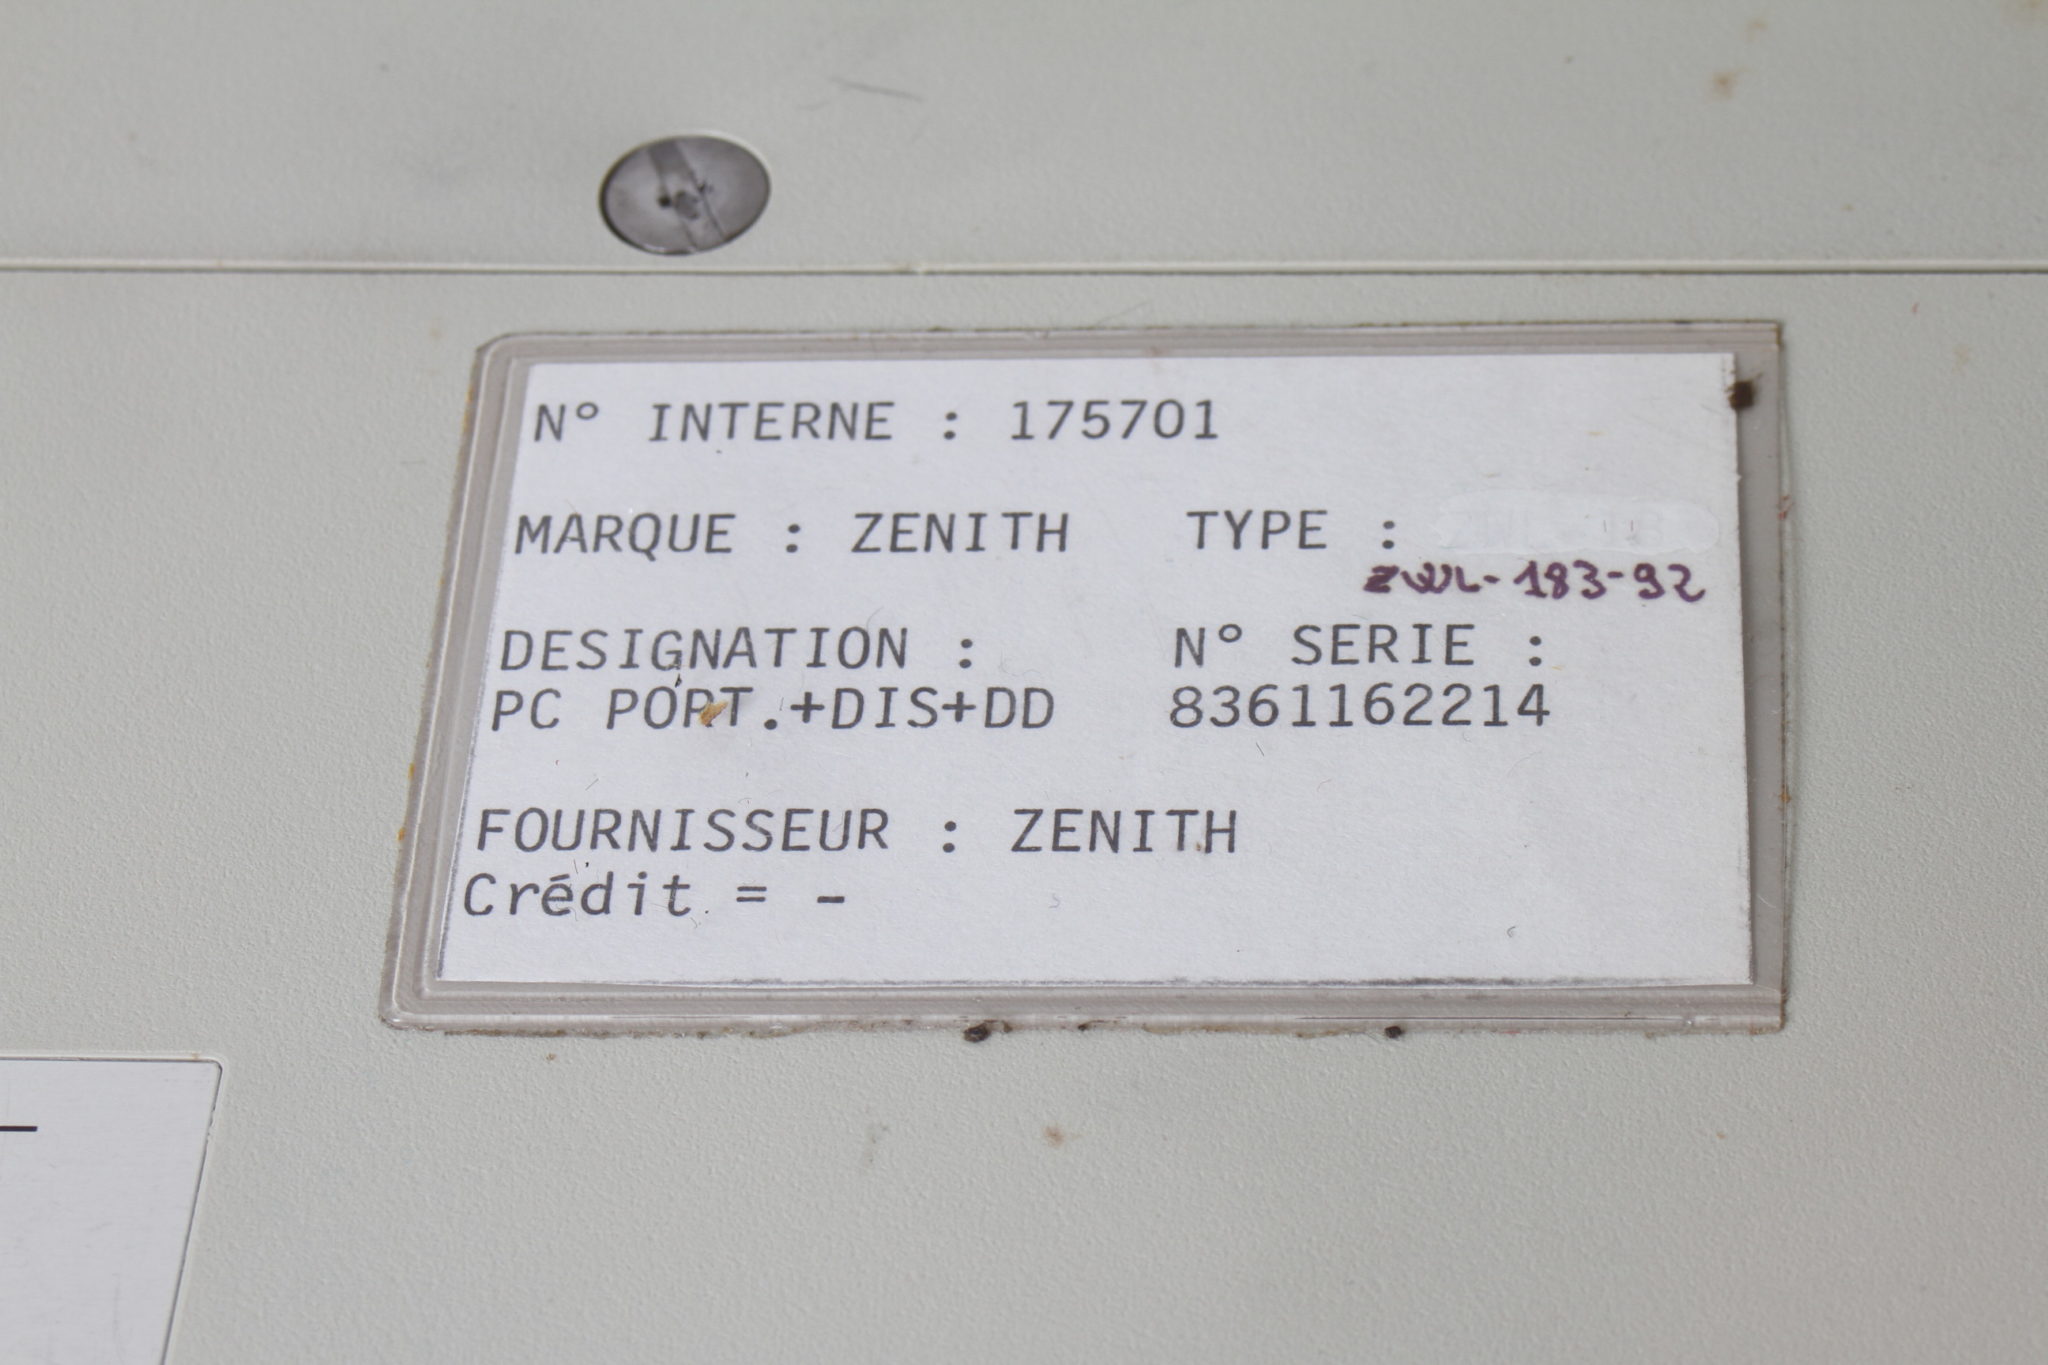 N° INTERNE : 175701
MARQUE : ZENITH TYPE :
ZWL-183-92
DESIGNATION : N° SERIE :
PC PORT.+DIS+DD 8361162214
FOURNISSEUR : ZENITH
Crédit = -